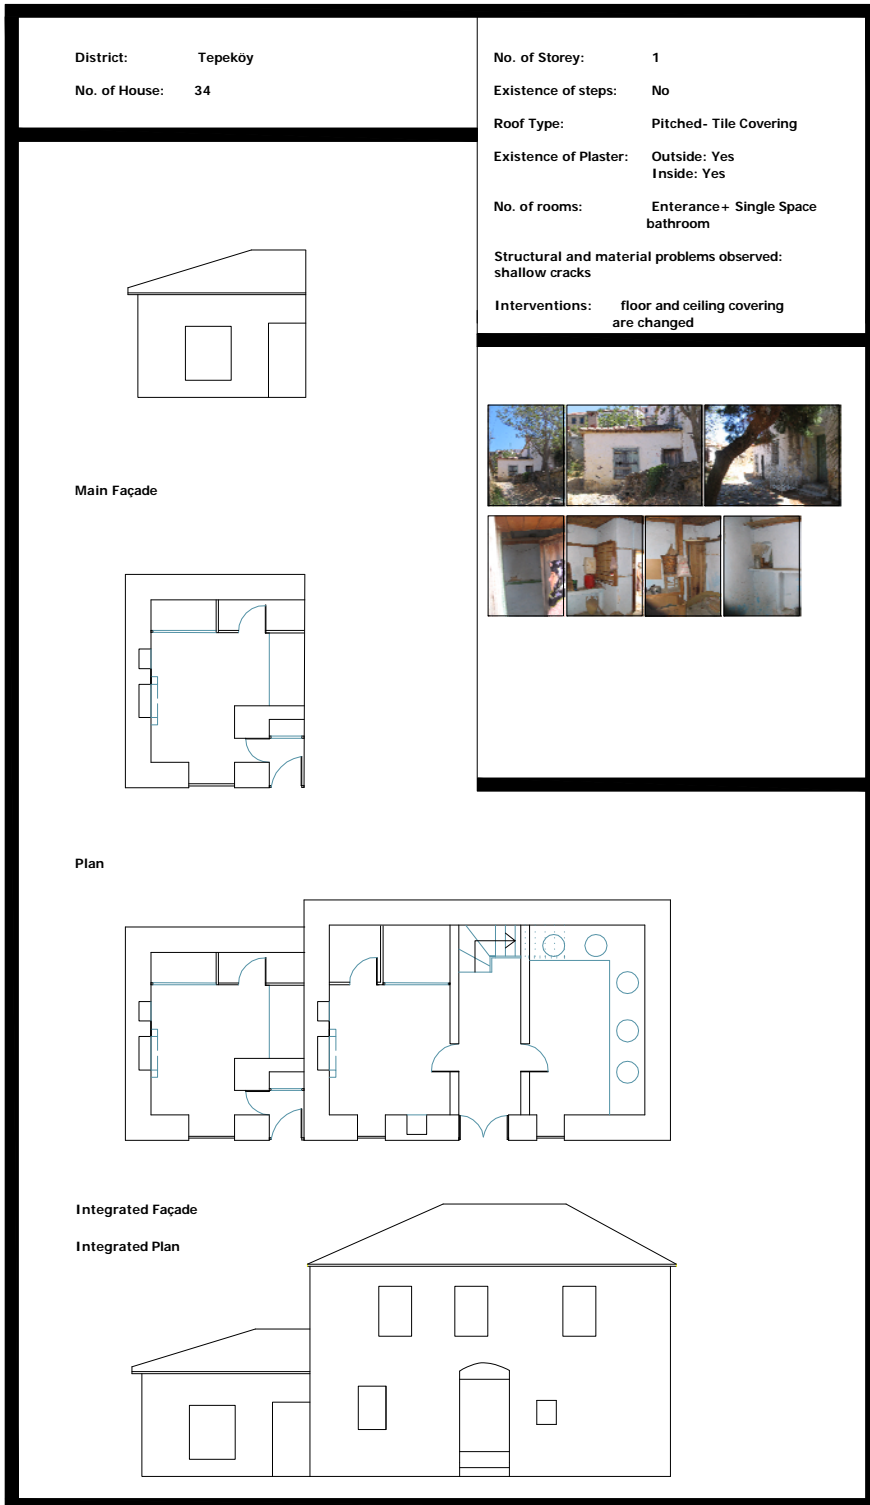 District: Tepeköy
No. of House: 34
No. of Storey: 1
Existence of steps: No
Roof Type: Pitched- Tile Covering
Existence of Plaster: Outside: Yes
Inside: Yes
No. of rooms: Enterance+ Single Space
bathroom
Structural and material problems observed:
shallow cracks
Interventions: floor and ceiling covering
are changed
Main Façade
Plan
Integrated Façade
Integrated Plan